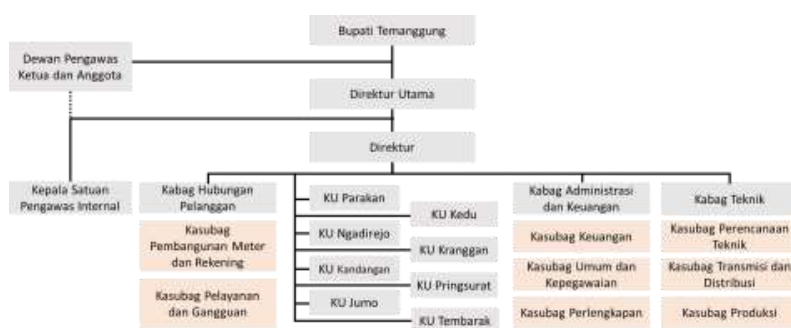 Bupati Temanggung
Dewan Pengawas
Ketua dan Anggota
Direktur Utama
Direktur
Kepala Satuan
Pengawas Internal
Kabag Hubungan
Pelanggan
Kasubag
Pembangunan Meter
dan Rekening
Kasubag Pelayanan
dan Gangguan
KU Parakan
KU Kedu
KU Ngadirejo
KU Kranggan
KU Kandangan
KU Pringsurat
KU Jumo
KU Tembarak
Kabag Administrasi
dan Keuangan
Kasubag Keuangan
Kasubag Umum dan
Kepegawaian
Kasubag Perlengkapan
Kabag Teknik
Kasubag Perencanaan
Teknik
Kasubag Transmisi dan
Distribusi
Kasubag Produksi